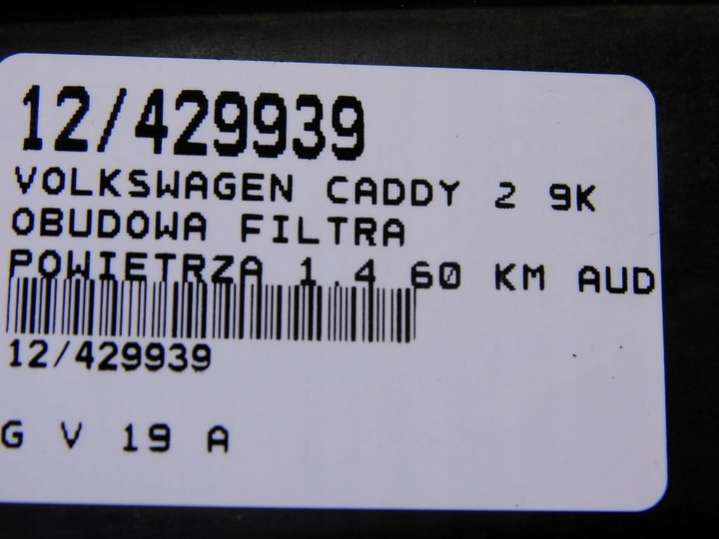 12/429939
VOLKSWAGEN CADDY 2 9K
OBUDOWA FILTRA
POWIETRZA 1.4 60 KM AUD
12/429939
G V 19 A